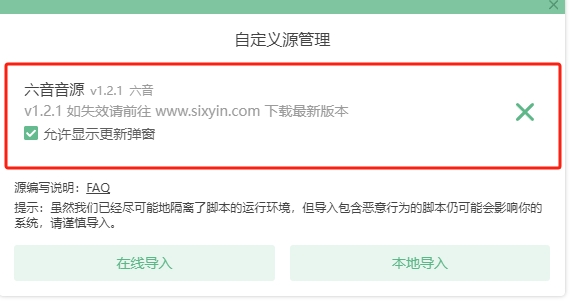 自定义源管理
六音音源 v1.2.1 六音
v1.2.1 如失效请前往 www.sixyin.com 下载最新版本
允许显示更新弹窗
源编写说明：FAQ
提示：虽然我们已经尽可能地隔离了脚本的运行环境，但导入包含恶意行为的脚本仍可能会影响你的
系统，请谨慎导入。
在线导入
本地导入